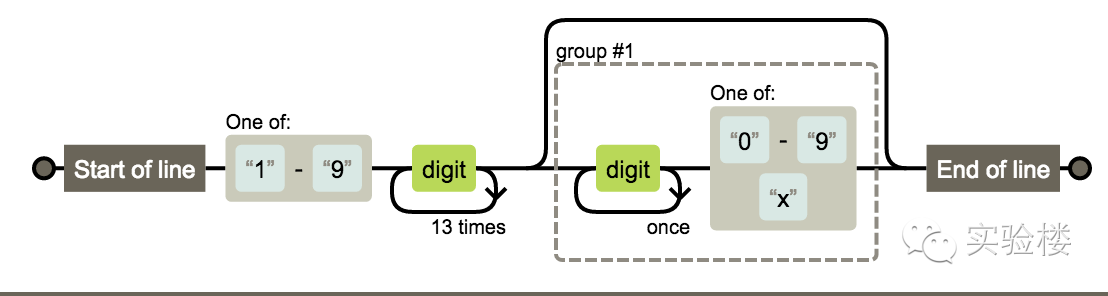 group #1
One of:
One of:
Start of line
“1” - “9”
digit
digit
“0” - “9”
“x”
End of line
13 times
once
实验楼